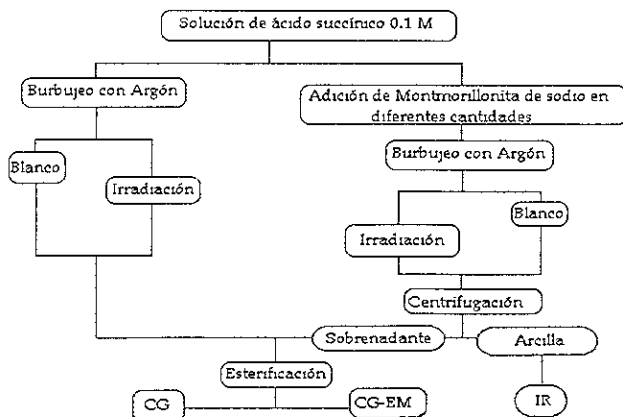 Solución de ácido succínico 0.1 M
Burbujeo con Argón
Adición de Montmorillonita de sodio en
diferentes cantidades
Burbujeo con Argón
Blanco
Irradiación
Blanco
Irradiación
Centrifugación
Sobrenadante
Arcilla
Esterificación
CG
CG-EM
IR